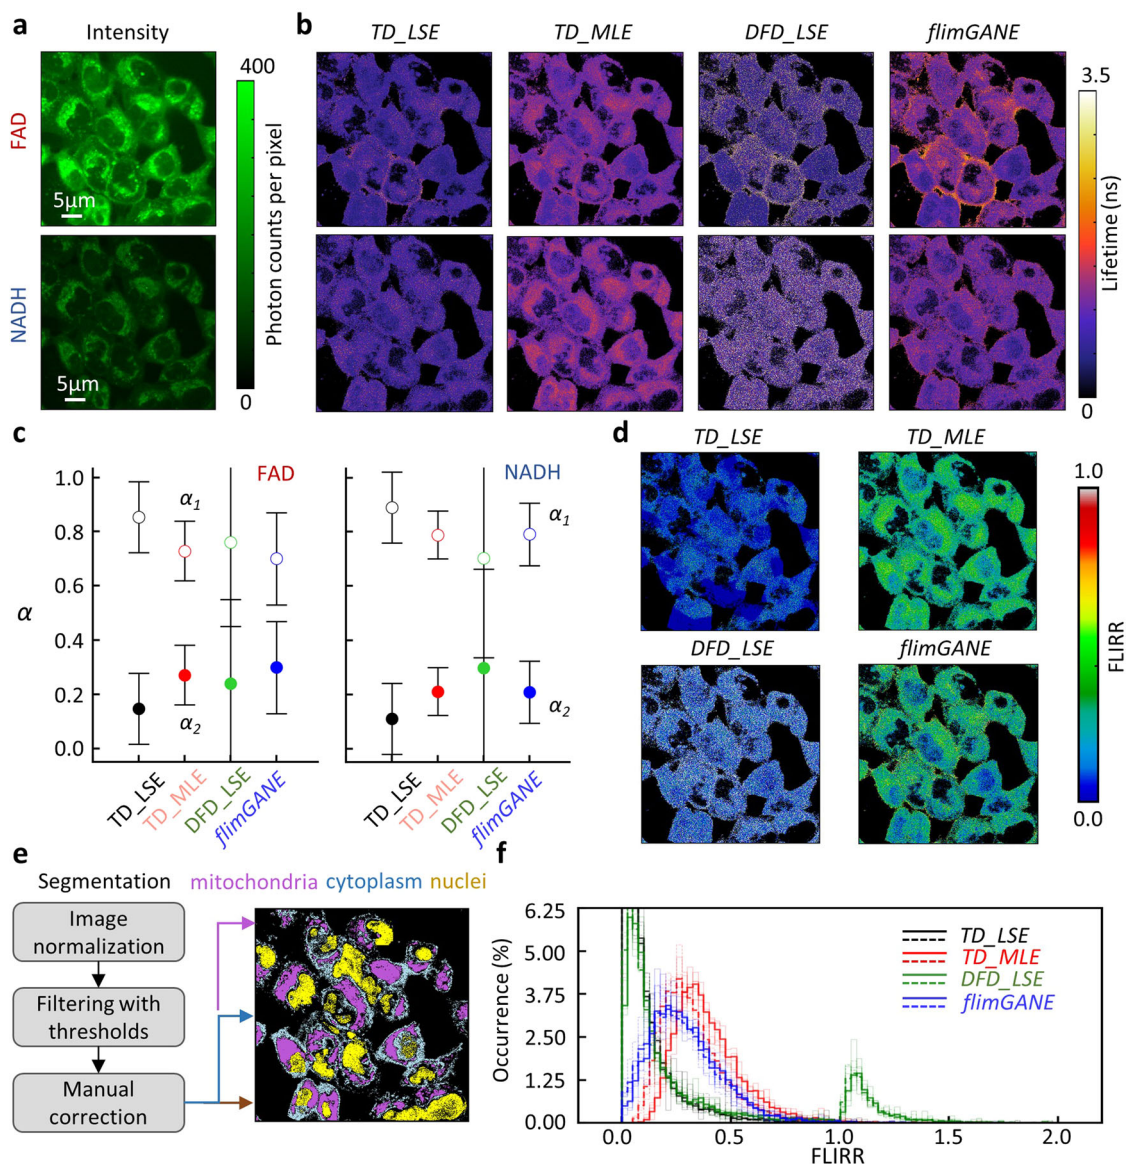 a
Intensity
FAD
5μm
NADH
5μm
400
Photon counts per pixel
0
b
TD_LSE
TD_MLE
DFD_LSE
flimGANE
3.5
Lifetime (ns)
0
c
α
1.0
0.8
0.6
0.4
0.2
0.0
FAD
α1
α2
NADH
α1
α2
TD_LSE
TD_MLE
DFD_LSE
flimGANE
TD_LSE
TD_MLE
DFD_LSE
flimGANE
d
TD_LSE
TD_MLE
DFD_LSE
flimGANE
1.0
FLIRR
0.0
e
Segmentation
mitochondria cytoplasm nuclei
Image
normalization
Filtering with
thresholds
Manual
correction
f
Occurrence (%)
6.25
5.00
3.75
2.50
1.25
0.00
TD_LSE
TD_MLE
DFD_LSE
flimGANE
0.0 0.5 1.0 1.5 2.0
FLIRR